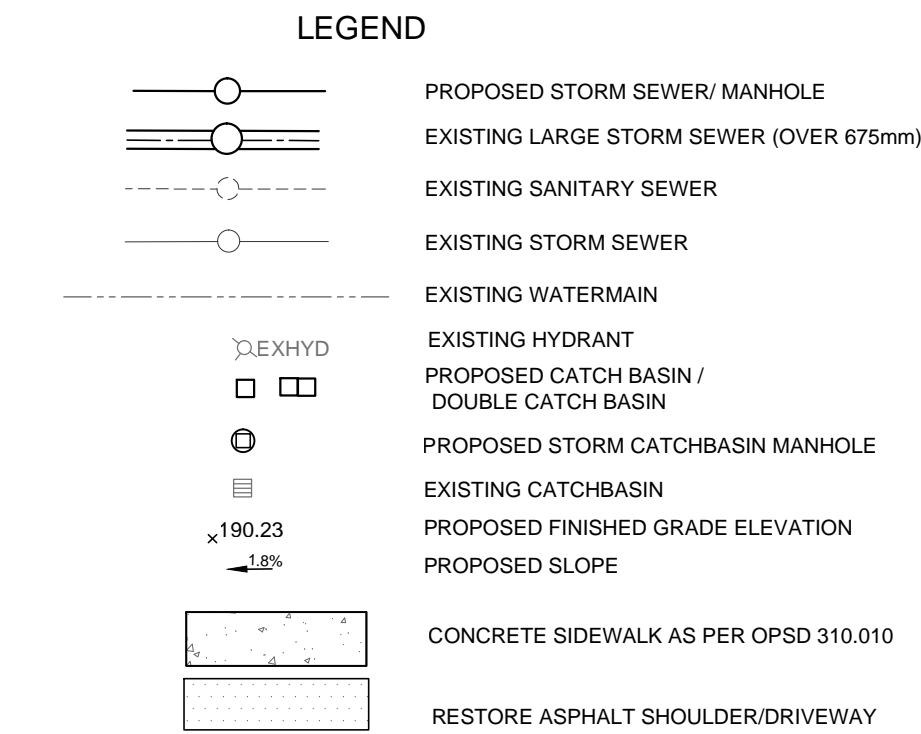 LEGEND
PROPOSED STORM SEWER/ MANHOLE
EXISTING LARGE STORM SEWER (OVER 675mm)
EXISTING SANITARY SEWER
EXISTING STORM SEWER
EXISTING WATERMAIN
EXHYD EXISTING HYDRANT
PROPOSED CATCH BASIN /
DOUBLE CATCH BASIN
PROPOSED STORM CATCHBASIN MANHOLE
EXISTING CATCHBASIN
×190.23 PROPOSED FINISHED GRADE ELEVATION
1.8% PROPOSED SLOPE
CONCRETE SIDEWALK AS PER OPSD 310.010
RESTORE ASPHALT SHOULDER/DRIVEWAY